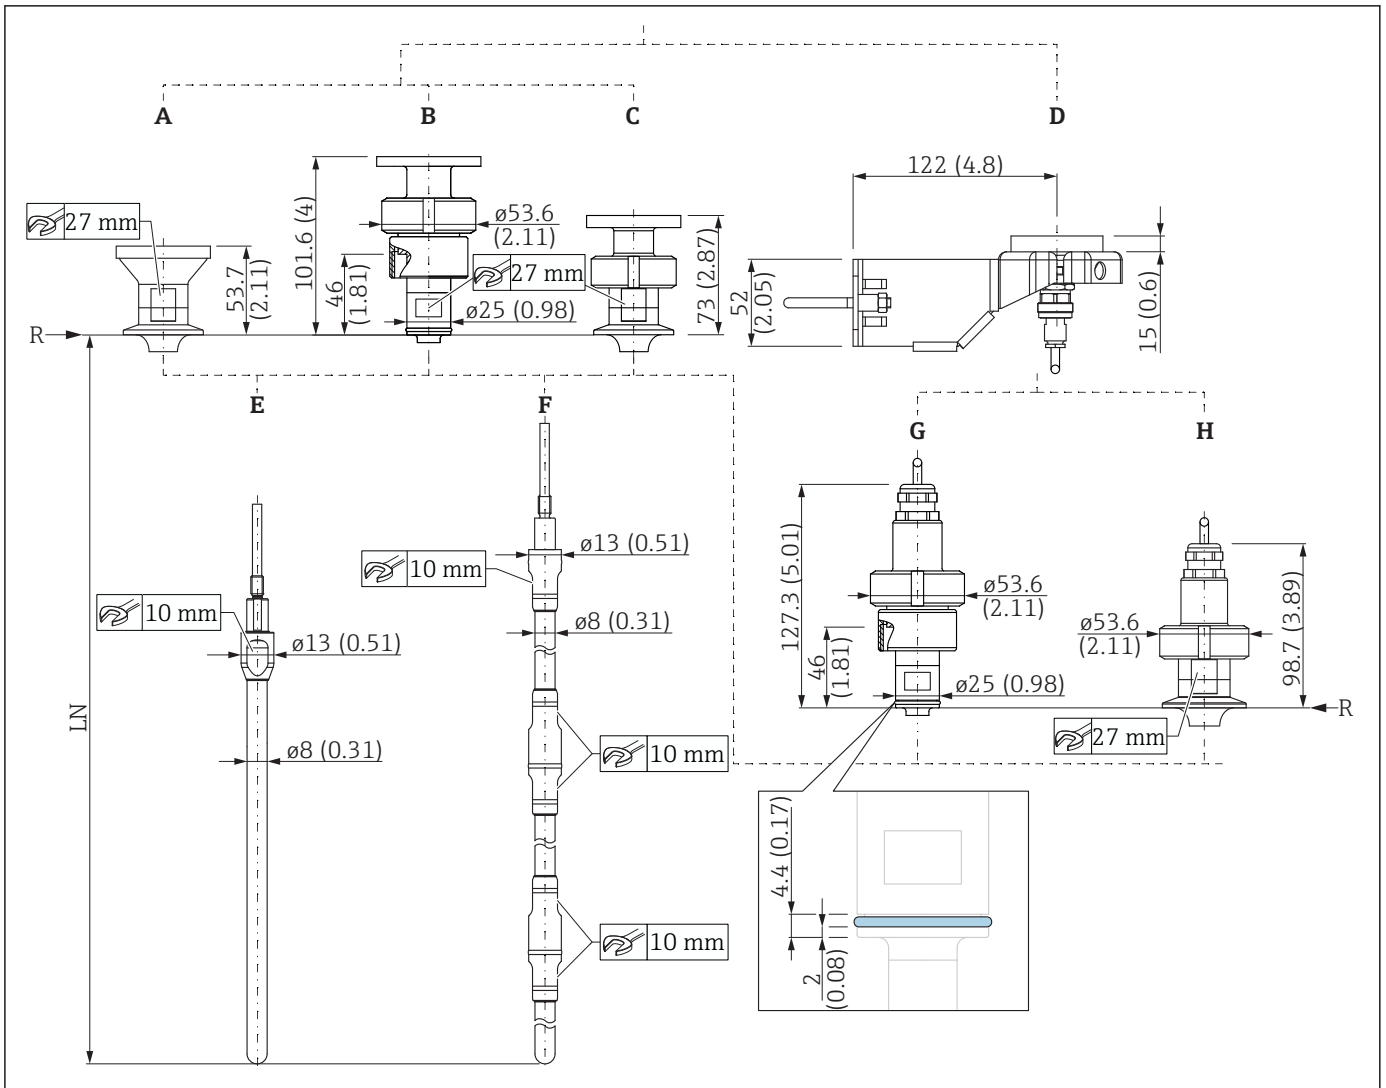 A
B
C
D
122 (4.8)
27 mm
53.7
(2.11)
101.6 (4)
46
(1.81)
ø53.6
(2.11)
27 mm
ø25 (0.98)
73 (2.87)
52
(2.05)
15 (0.6)
R
E
F
G
H
LN
10 mm
ø13 (0.51)
ø8 (0.31)
10 mm
ø13 (0.51)
ø8 (0.31)
10 mm
10 mm
127.3 (5.01)
46
(1.81)
ø53.6
(2.11)
ø25 (0.98)
ø53.6
(2.11)
98.7 (3.89)
R
27 mm
4.4 (0.17)
2
(0.08)